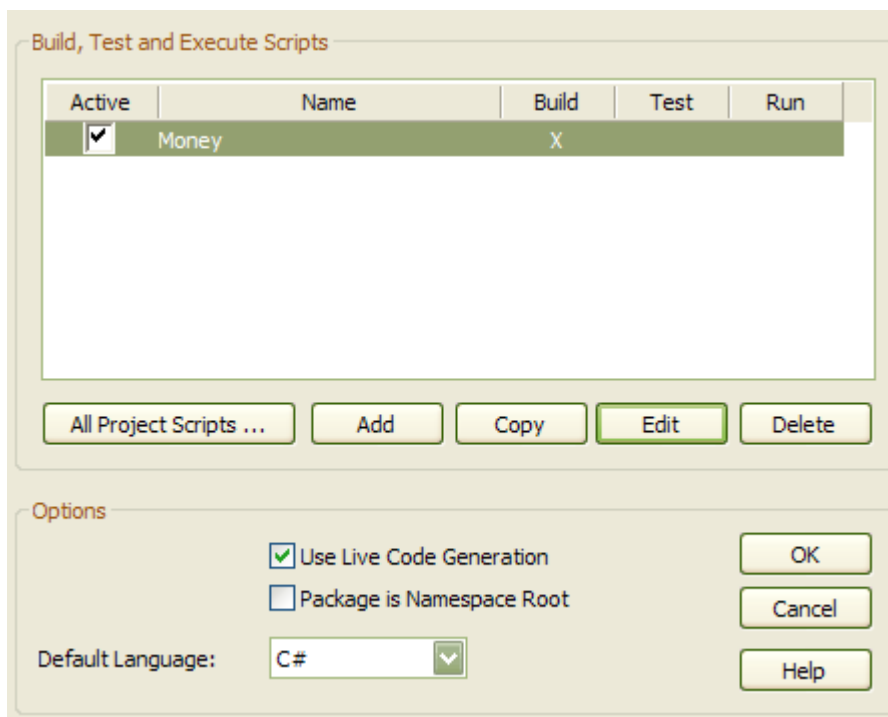 Build, Test and Execute Scripts
Active Name Build Test Run
Money X
All Project Scripts ... Add Copy Edit Delete
Options
Use Live Code Generation OK
Package is Namespace Root Cancel
Default Language: C# Help